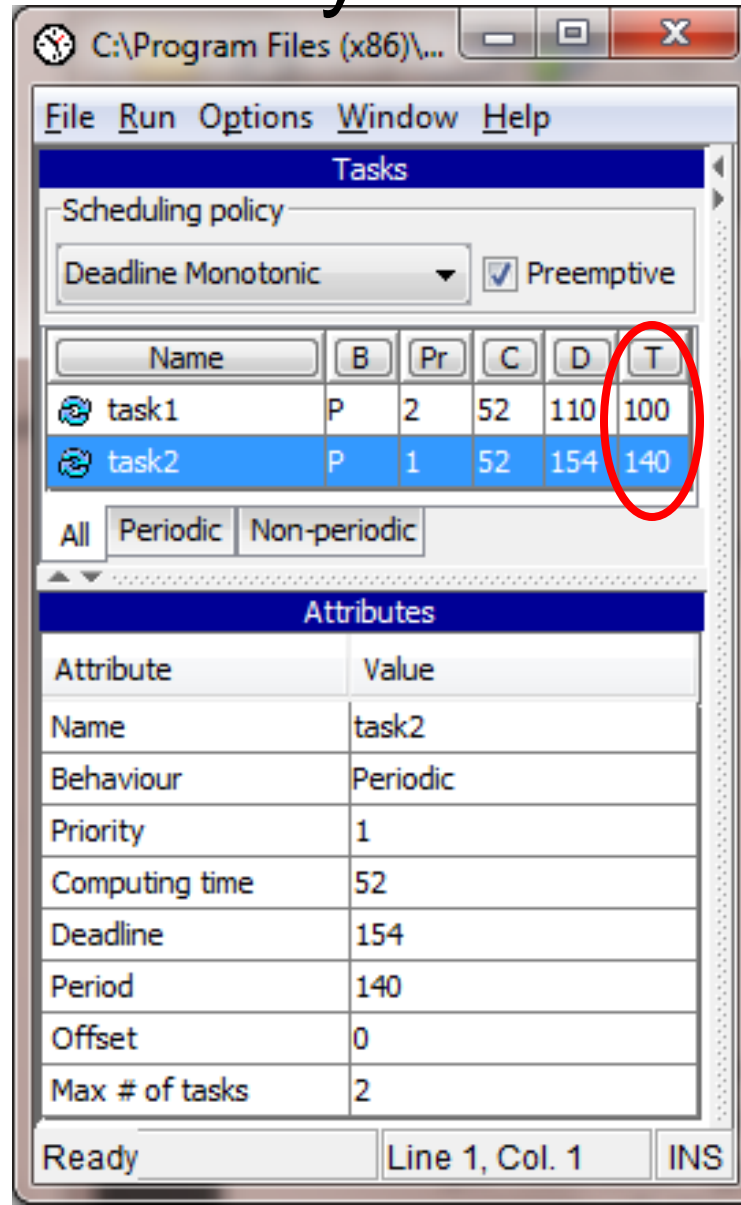 y
C:\Program Files (x86)\...
File Run Options Window Help
Tasks
Scheduling policy
Deadline Monotonic Preemptive
Name B Pr C D T
task1 P 2 52 110 100
task2 P 1 52 154 140
All Periodic Non-periodic
Attributes
Attribute Value
Name task2
Behaviour Periodic
Priority 1
Computing time 52
Deadline 154
Period 140
Offset 0
Max # of tasks 2
Ready Line 1, Col. 1 INS